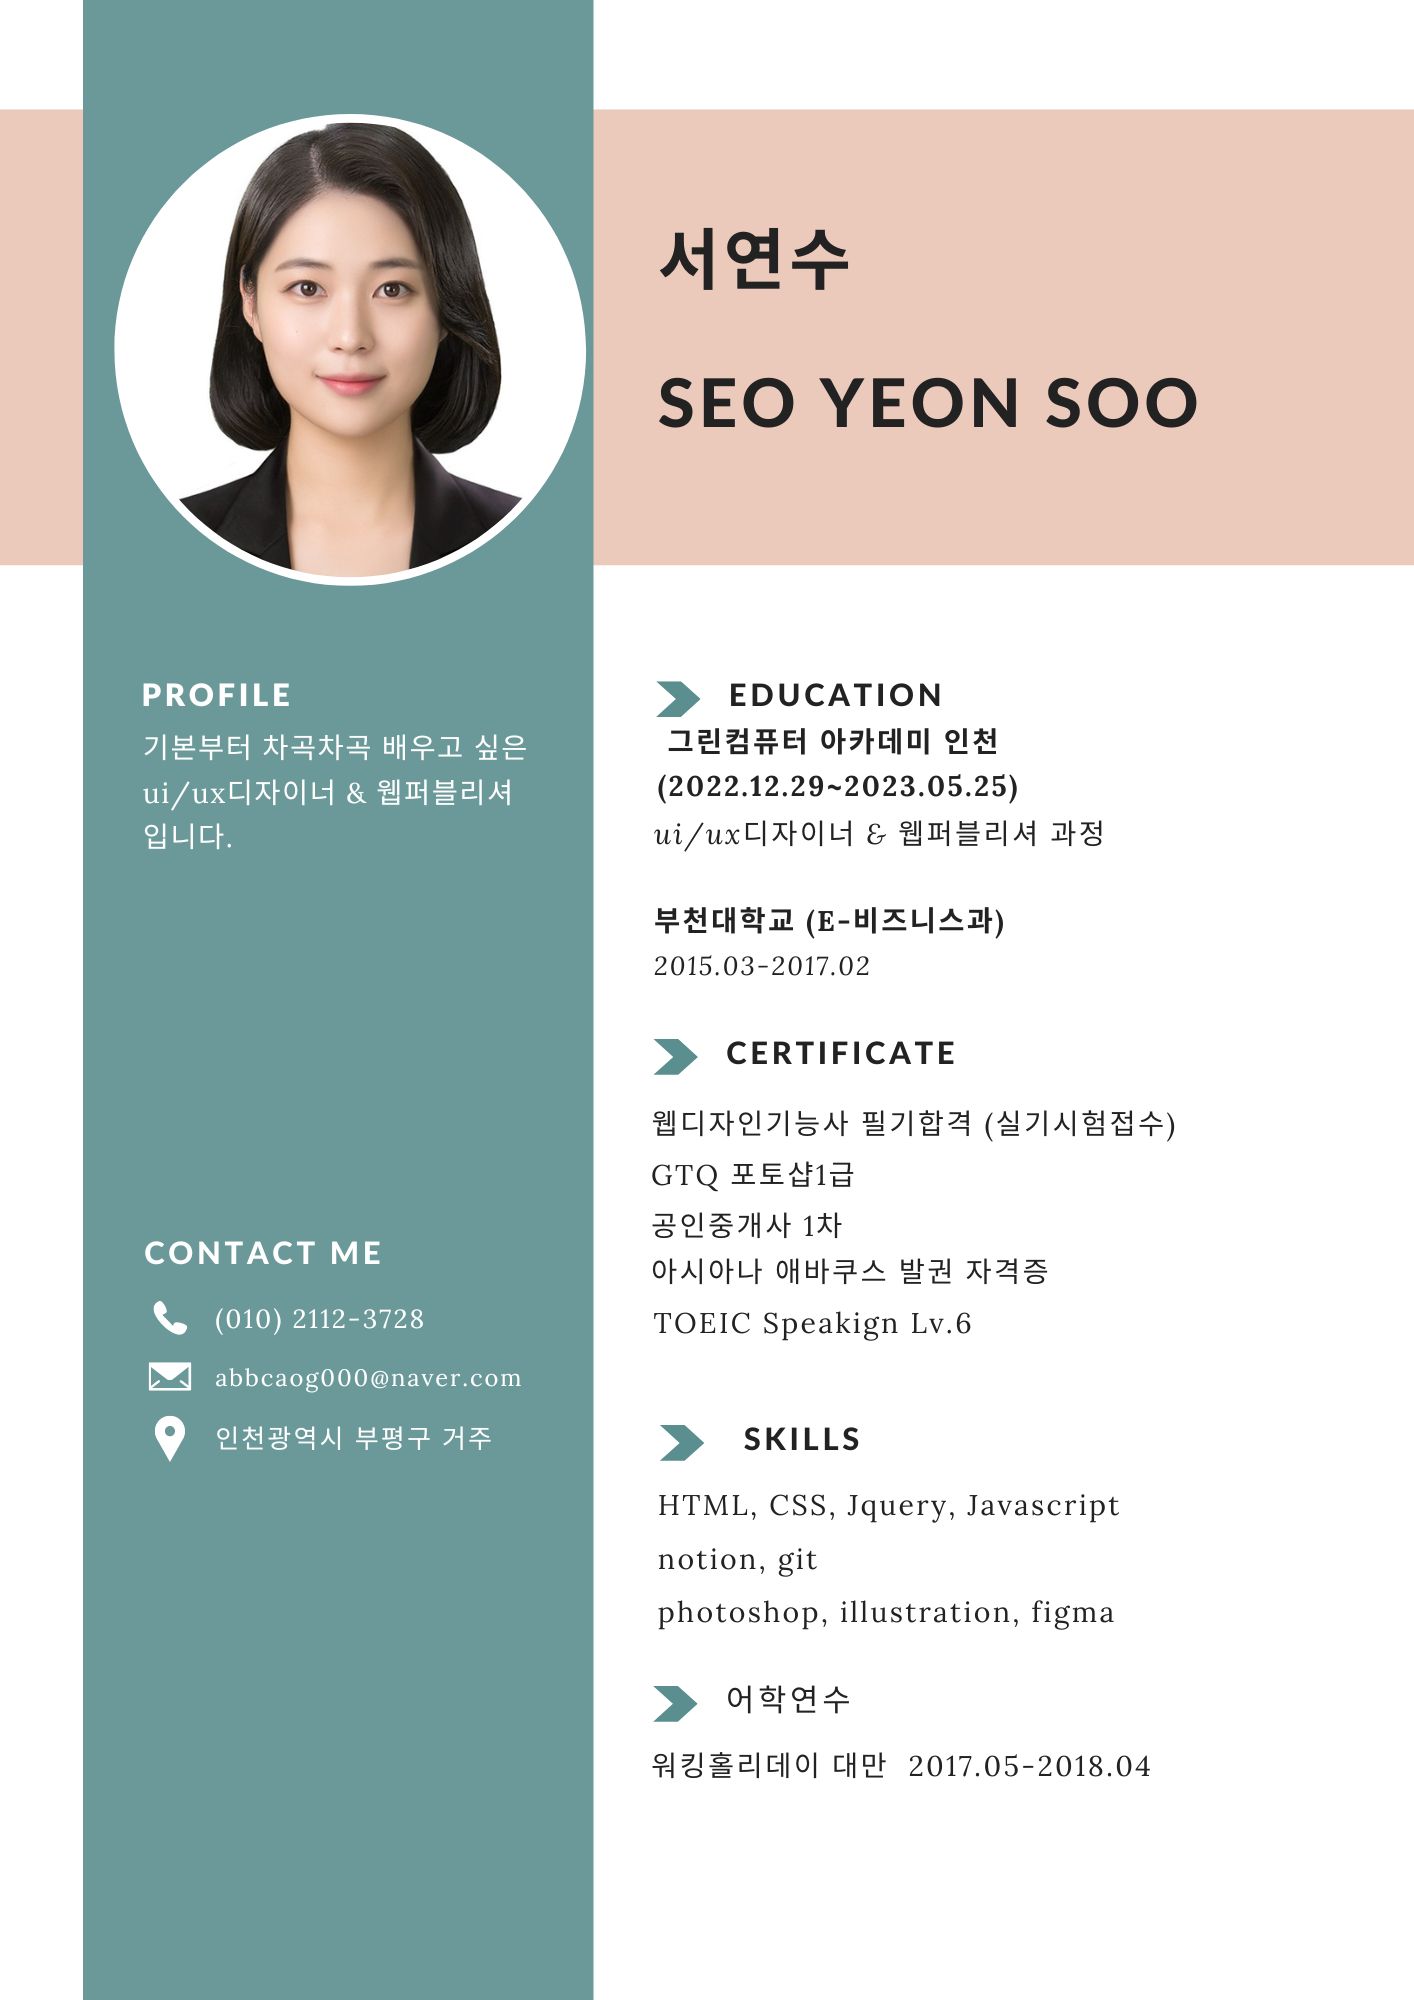 서연수
SEO YEON SOO
PROFILE
기본부터 차곡차곡 배우고 싶은
ui/ux디자이너 & 웹퍼블리셔
입니다.
CONTACT ME
(010) 2112-3728
abbcaog000@naver.com
인천광역시 부평구 거주
EDUCATION
그린컴퓨터 아카데미 인천
(2022.12.29~2023.05.25)
ui/ux디자이너 & 웹퍼블리셔 과정
부천대학교 (E-비즈니스과)
2015.03-2017.02
CERTIFICATE
웹디자인기능사 필기합격 (실기시험접수)
GTQ 포토샵1급
공인중개사 1차
아시아나 애바쿠스 발권 자격증
TOEIC Speakign Lv.6
SKILLS
HTML, CSS, Jquery, Javascript
notion, git
photoshop, illustration, figma
어학연수
워킹홀리데이 대만  2017.05-2018.04